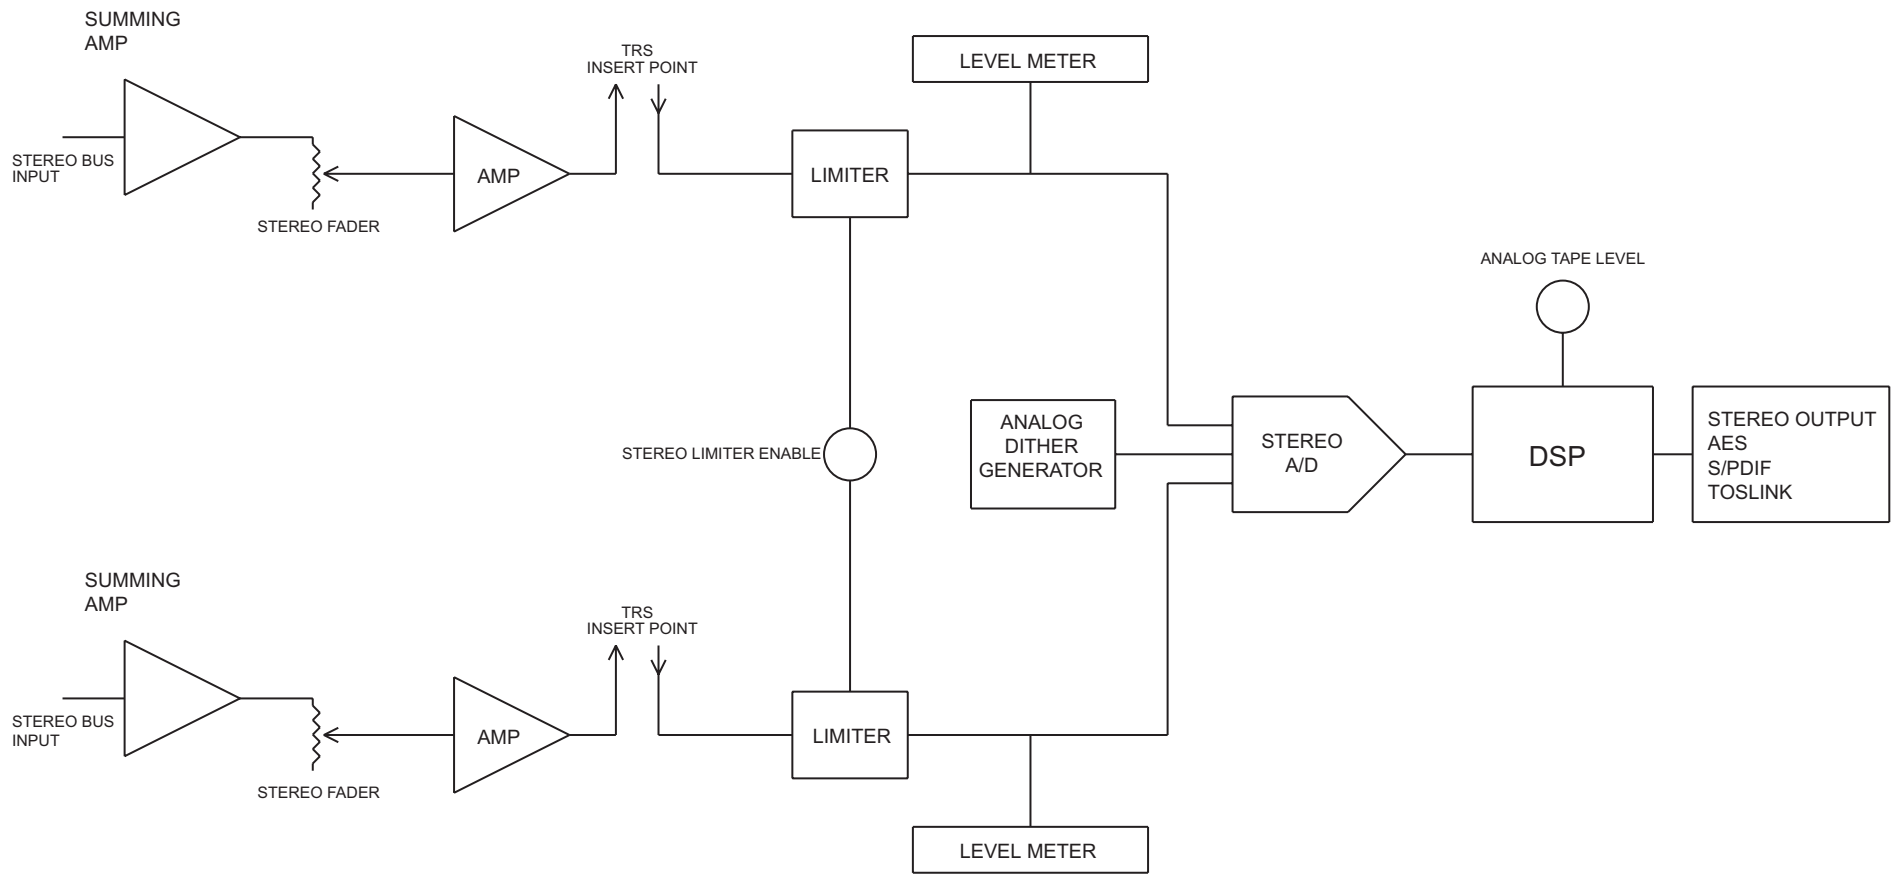 SUMMING
AMP
TRS
INSERT POINT
LEVEL METER
STEREO BUS
INPUT
AMP
LIMITER
STEREO FADER
ANALOG TAPE LEVEL
STEREO LIMITER ENABLE
ANALOG
DITHER
GENERATOR
STEREO
A/D
DSP
STEREO OUTPUT
AES
S/PDIF
TOSLINK
SUMMING
AMP
TRS
INSERT POINT
STEREO BUS
INPUT
AMP
LIMITER
STEREO FADER
LEVEL METER